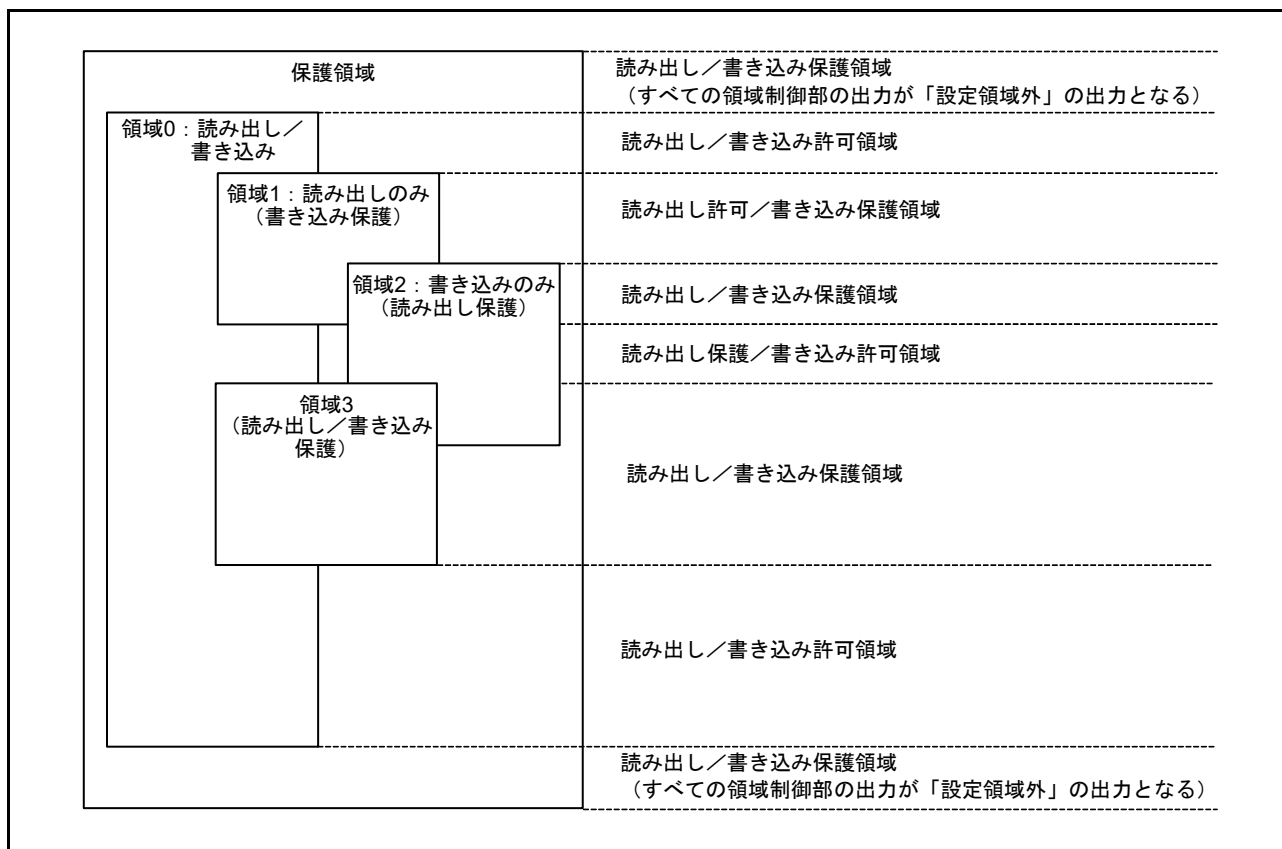 保護領域
読み出し／書き込み保護領域
（すべての領域制御部の出力が「設定領域外」の出力となる）
領域0：読み出し／
書き込み
読み出し／書き込み許可領域
領域1：読み出しのみ
（書き込み保護）
読み出し許可／書き込み保護領域
領域2：書き込みのみ
（読み出し保護）
読み出し／書き込み保護領域
読み出し保護／書き込み許可領域
領域3
（読み出し／書き込み
保護）
読み出し／書き込み保護領域
読み出し／書き込み許可領域
読み出し／書き込み保護領域
（すべての領域制御部の出力が「設定領域外」の出力となる）